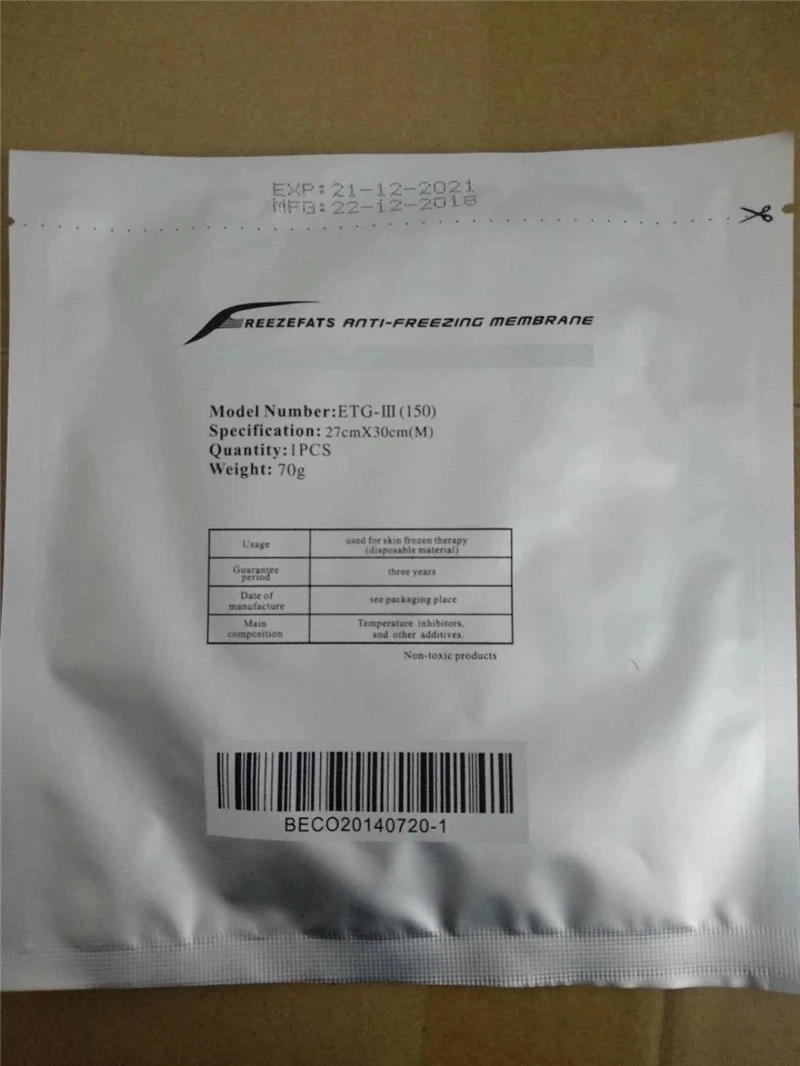 EXP: 21-12-2021
MFG: 22-12-2018
FREEZEFATS ANTI-FREEZING MEMBRANE
Model Number:ETG-III(150)
Specification: 27cmX30cm(M)
Quantity:1PCS
Weight: 70g
Usage used for skin frozen therapy
(disposable material)
Guarantee period three years
Date of manufacture see packaging place
Main composition Temperature inhibitors,
and other additives.
Non-toxic products
BECO20140720-1